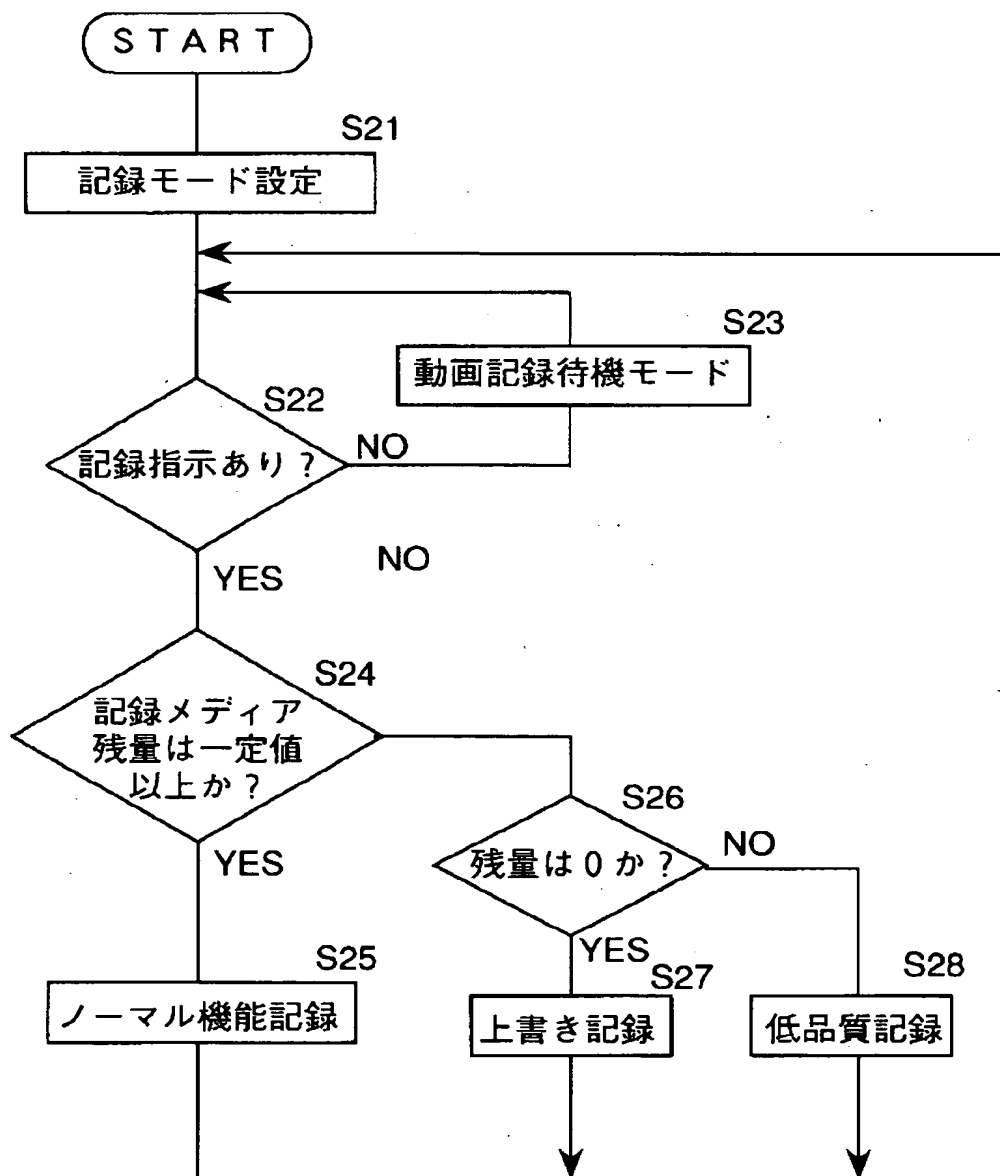 START
S21
記録モード設定
S23
動画記録待機モード
S22
記録指示あり?
NO
YES
NO
S24
記録メディア
残量は一定値
以上か?
YES
S26
残量は0か?
NO
YES
S25
ノーマル機能記録
S27
上書き記録
S28
低品質記録